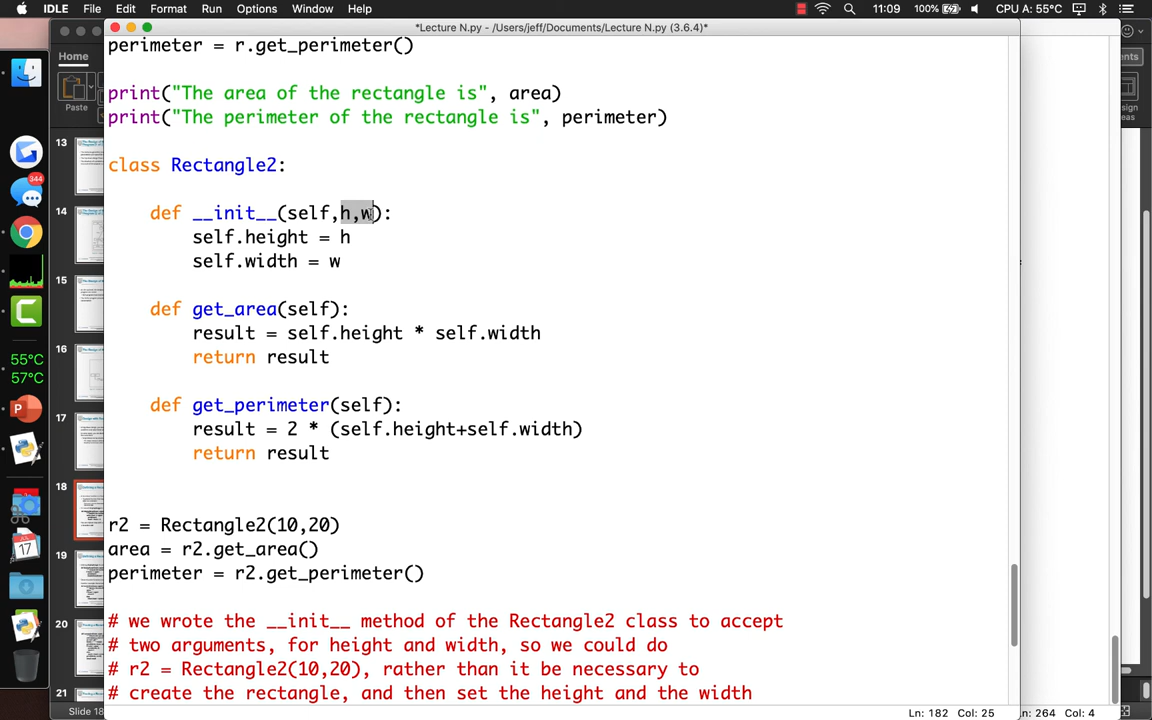 IDLE File Edit Format Run Options Window Help 100% CPU A: 55°C 11:09
*Lecture N.py - /Users/jeff/Documents/Lecture N.py (3.6.4)*
perimeter = r.get_perimeter()
print("The area of the rectangle is", area)
print("The perimeter of the rectangle is", perimeter)
class Rectangle2:
def __init__(self,h,w):
self.height = h
self.width = w
def get_area(self):
result = self.height * self.width
return result
def get_perimeter(self):
result = 2 * (self.height+self.width)
return result
r2 = Rectangle2(10,20)
area = r2.get_area()
perimeter = r2.get_perimeter()
# we wrote the __init__ method of the Rectangle2 class to accept
# two arguments, for height and width, so we could do
# r2 = Rectangle2(10,20), rather than it be necessary to
# create the rectangle, and then set the height and the width
Ln: 182 Col: 25
Ln: 264 Col: 4
Home
Paste
13
14
15
16
17
18
19
20
21
Slide 18
344
55°C
57°C
17